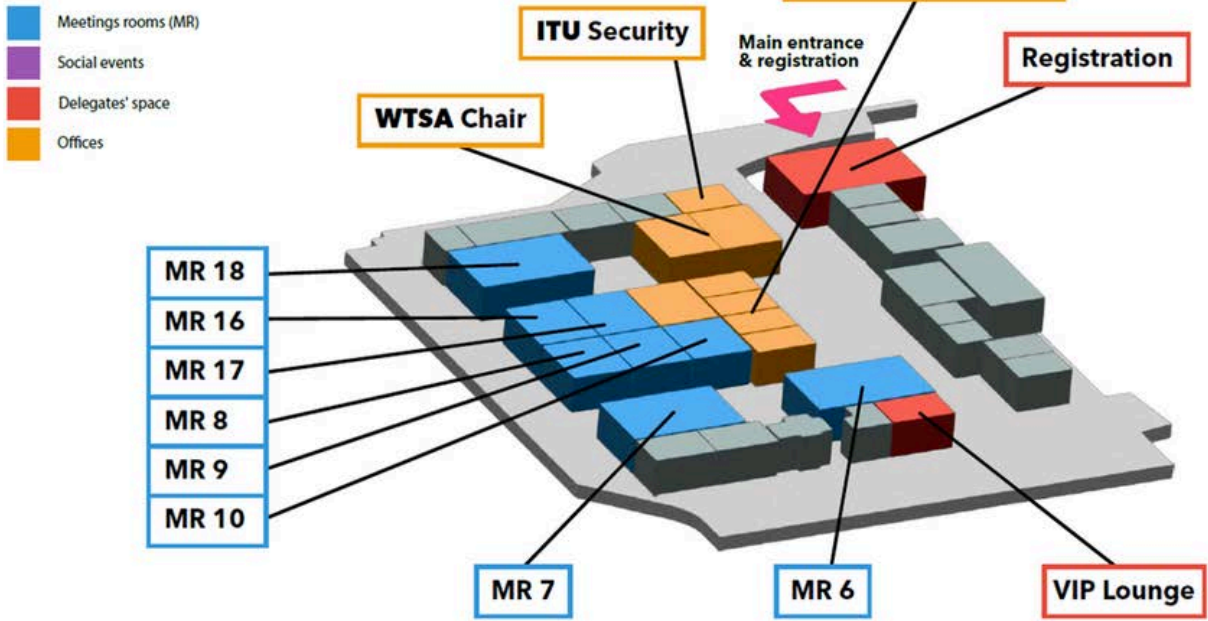 Meetings rooms (MR)
Social events
Delegates' space
Offices
ITU Security
Main entrance
& registration
Registration
WTSA Chair
MR 18
MR 16
MR 17
MR 8
MR 9
MR 10
MR 7
MR 6
VIP Lounge